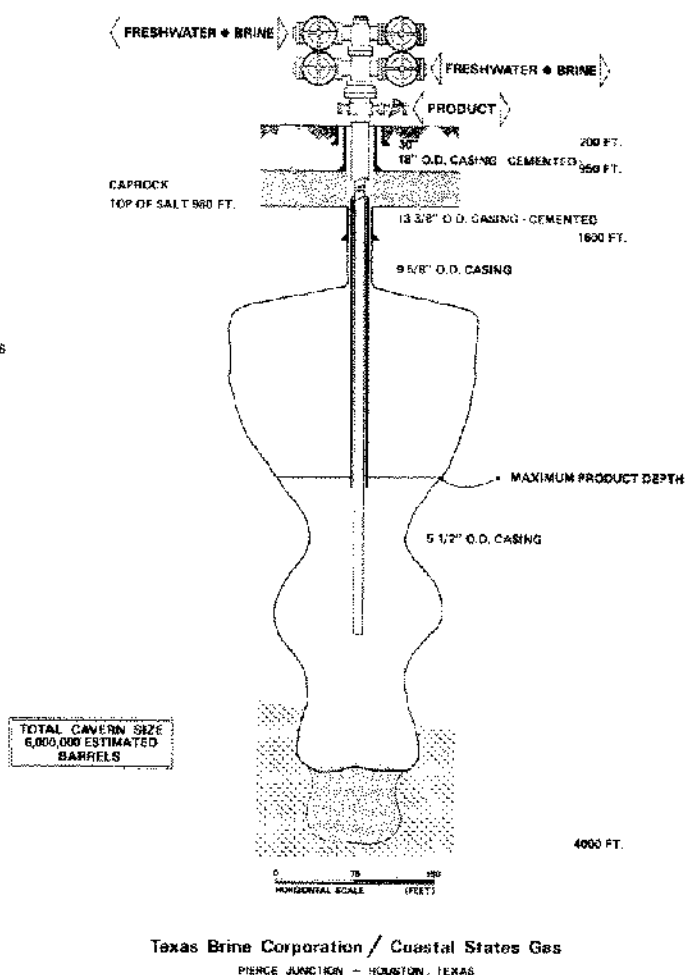 FRESHWATER ♦ BRINE
FRESHWATER ♦ BRINE
PRODUCT
30"
200 FT.
18" O.D. CASING - CEMENTED
950 FT.
CAPROCK
TOP OF SALT 960 FT.
13 3/8" O.D. CASING - CEMENTED
1600 FT.
9 5/8" O.D. CASING
S
MAXIMUM PRODUCT DEPTH
5 1/2" O.D. CASING
TOTAL CAVERN SIZE
6,000,000 ESTIMATED
BARRELS
4000 FT.
0 75 150
HORIZONTAL SCALE (FEET)
Texas Brine Corporation / Coastal States Gas
PIERCE JUNCTION - HOUSTON, TEXAS